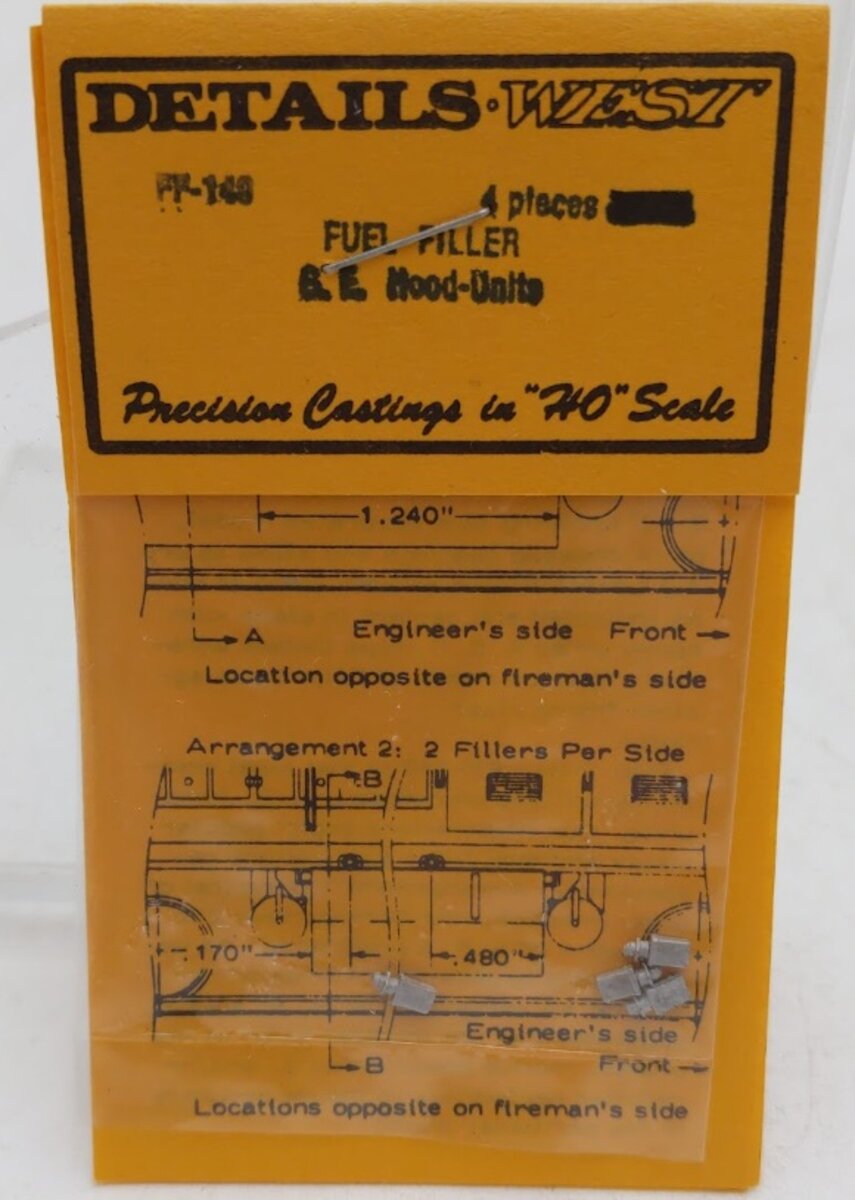 DETAILS·WEST
FF-140
4 pieces
FUEL FILLER
G. E. Hood-Units
Precision Castings in "HO" Scale
1.240"
A
Engineer's side Front
Location opposite on fireman's side
Arrangement 2: 2 Fillers Per Side
B
.170" .480"
Engineer's side
B Front
Locations opposite on fireman's side